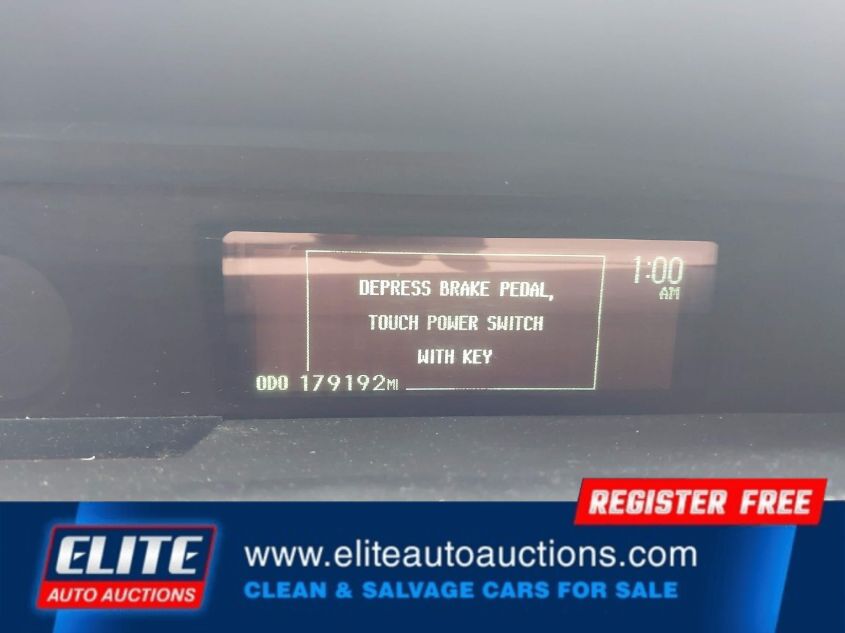 DEPRESS BRAKE PEDAL,
TOUCH POWER SWITCH
WITH KEY
1:00
AM
ODO 179192MI
REGISTER FREE
ELITE
AUTO AUCTIONS
www.eliteautoauctions.com
CLEAN & SALVAGE CARS FOR SALE